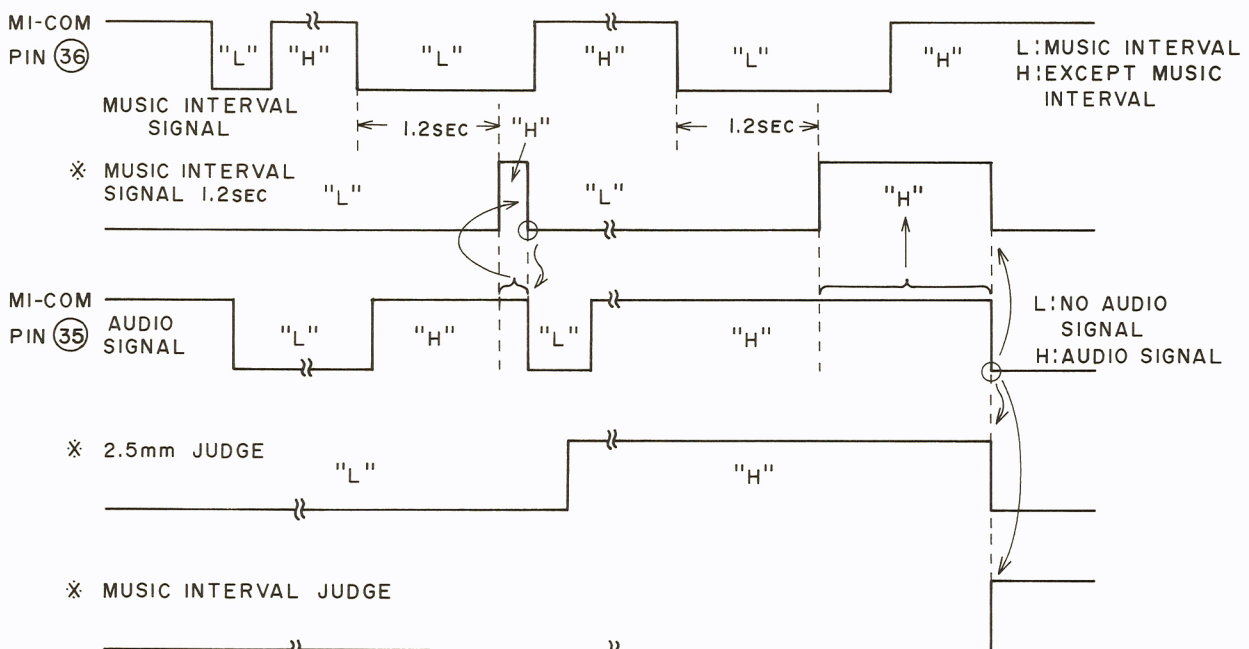 MI-COM
PIN 36
"L" "H" "L" "H" "L" "H"
L:MUSIC INTERVAL
H:EXCEPT MUSIC
INTERVAL
MUSIC INTERVAL
SIGNAL
1.2SEC "H" 1.2SEC
※ MUSIC INTERVAL
SIGNAL 1.2SEC
"L" "L" "H"
MI-COM
PIN 35
AUDIO
SIGNAL
"L" "H" "L" "H"
L:NO AUDIO
SIGNAL
H:AUDIO SIGNAL
※ 2.5mm JUDGE
"L" "H"
※ MUSIC INTERVAL JUDGE